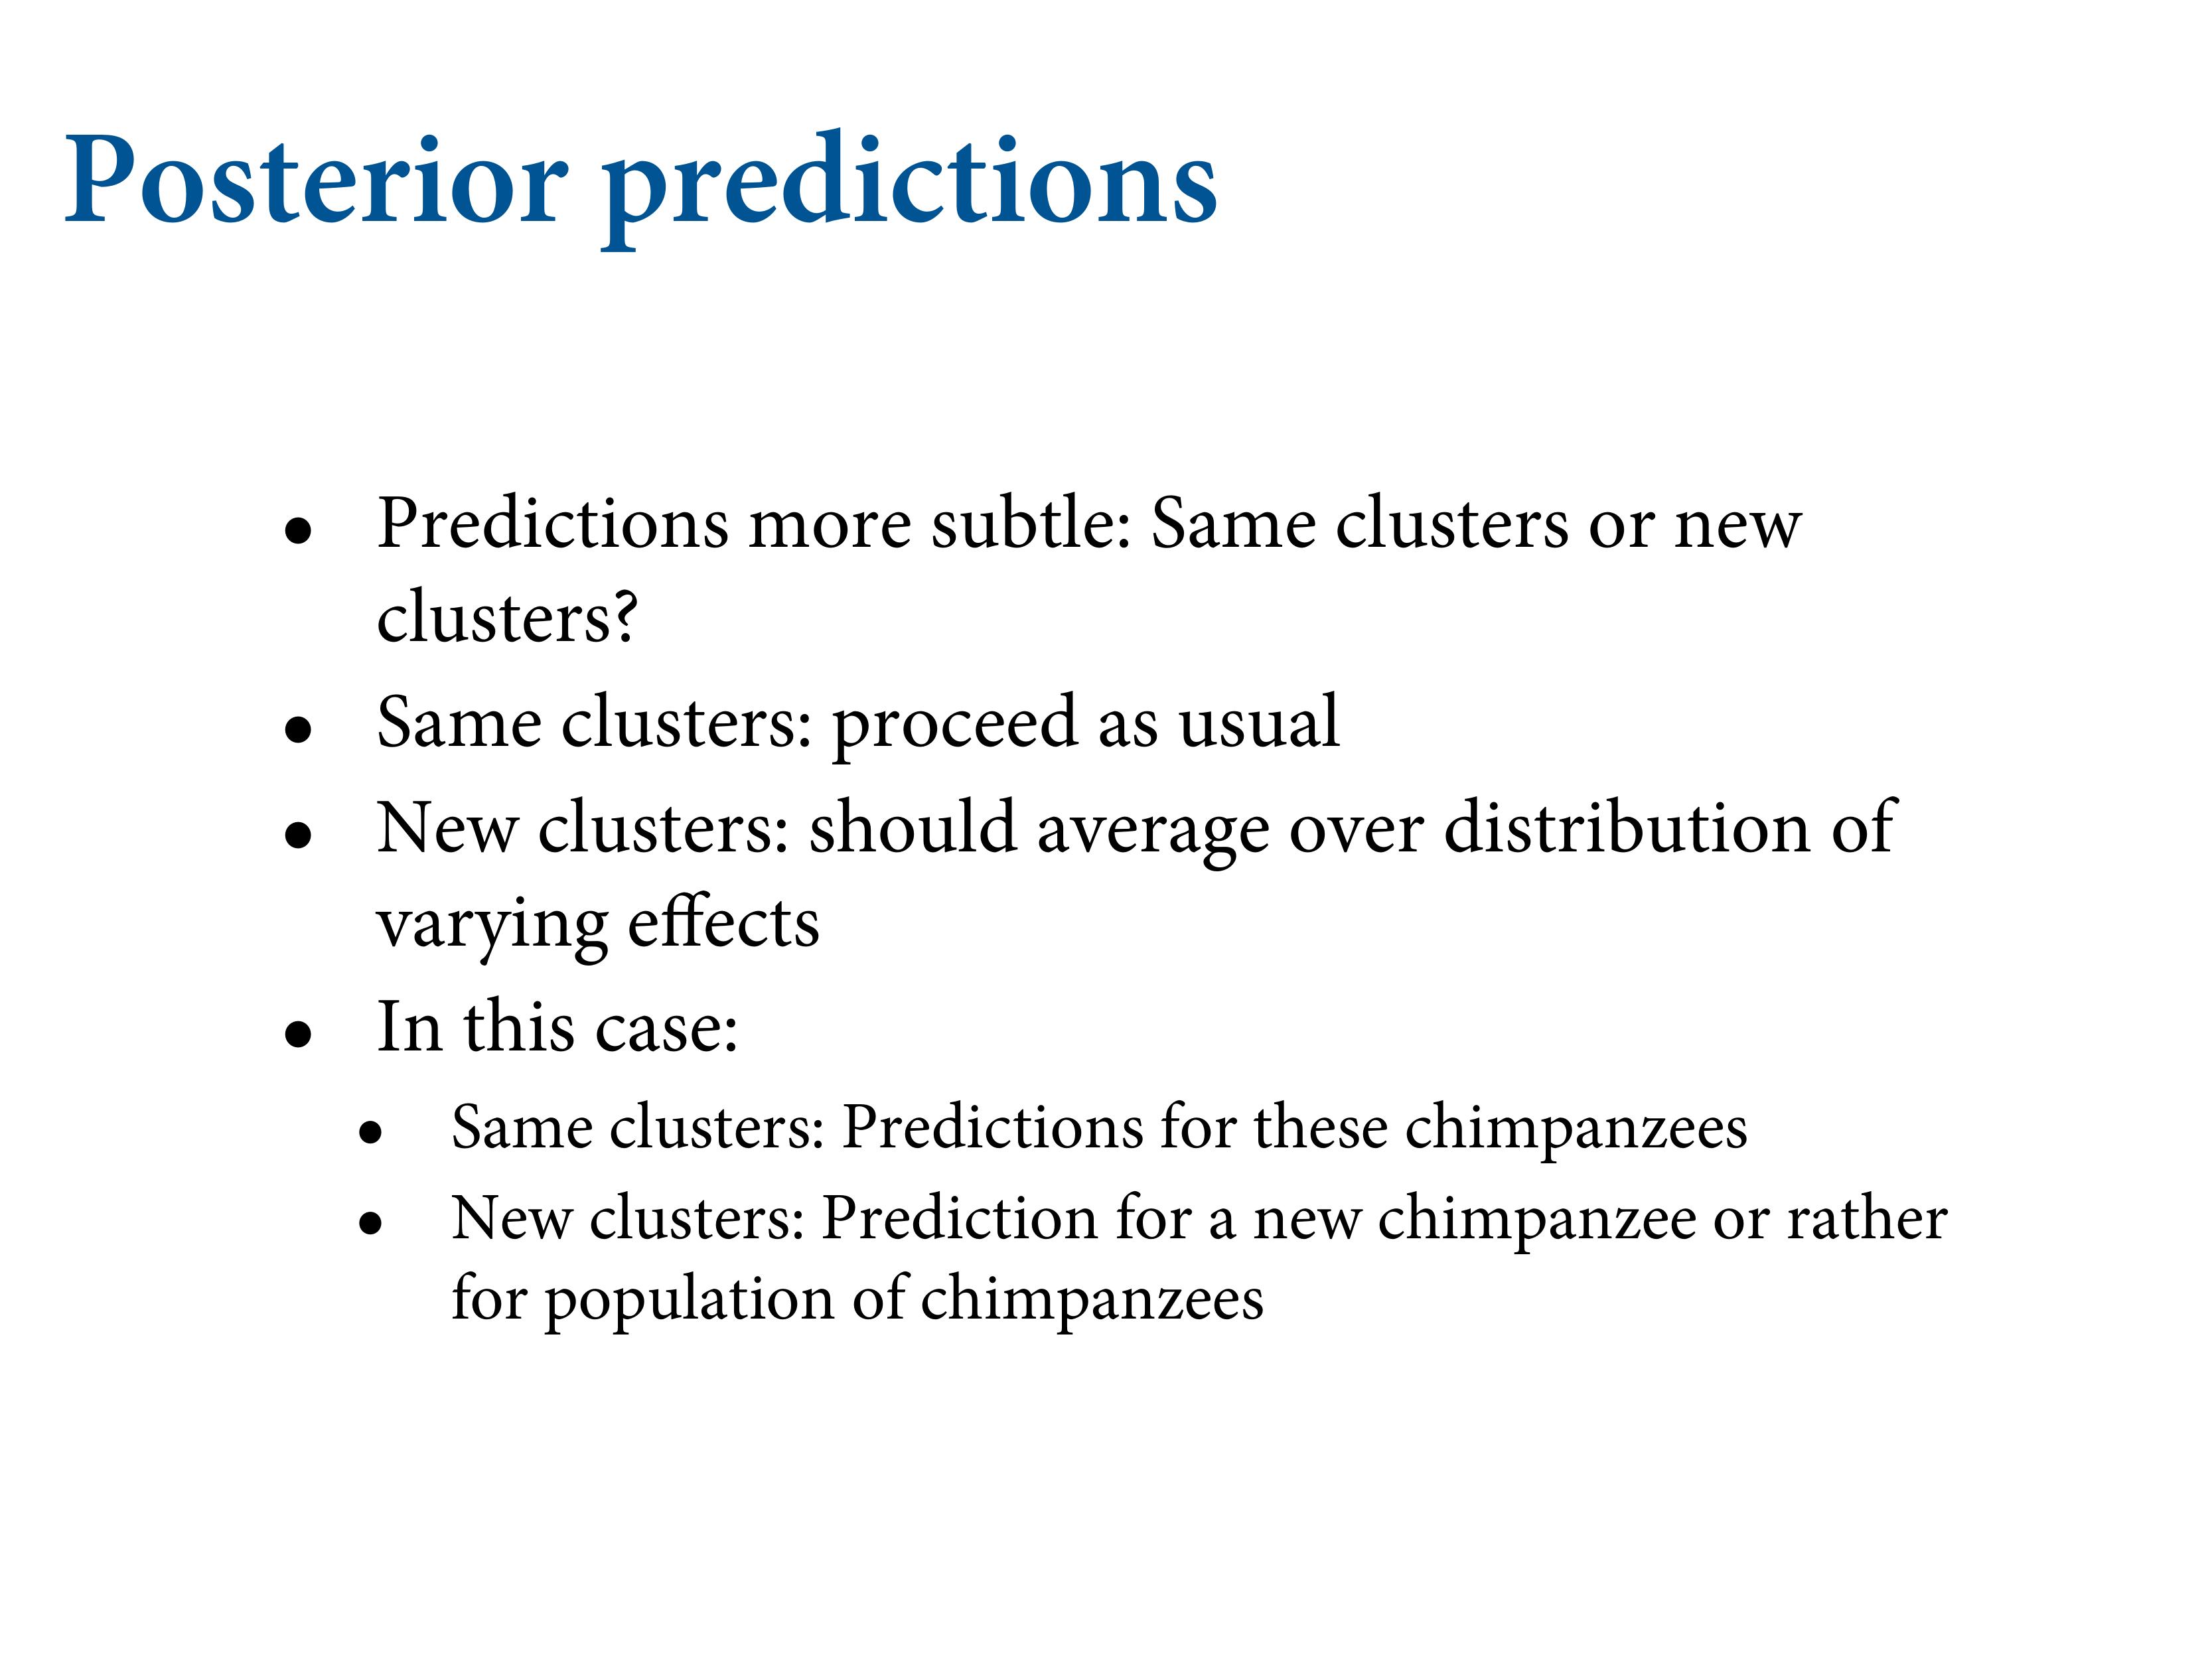 Posterior predictions
• Predictions more subtle: Same clusters or new
clusters?
• Same clusters: proceed as usual
• New clusters: should average over distribution of
varying effects
• In this case:
• Same clusters: Predictions for these chimpanzees
• New clusters: Prediction for a new chimpanzee or rather
for population of chimpanzees